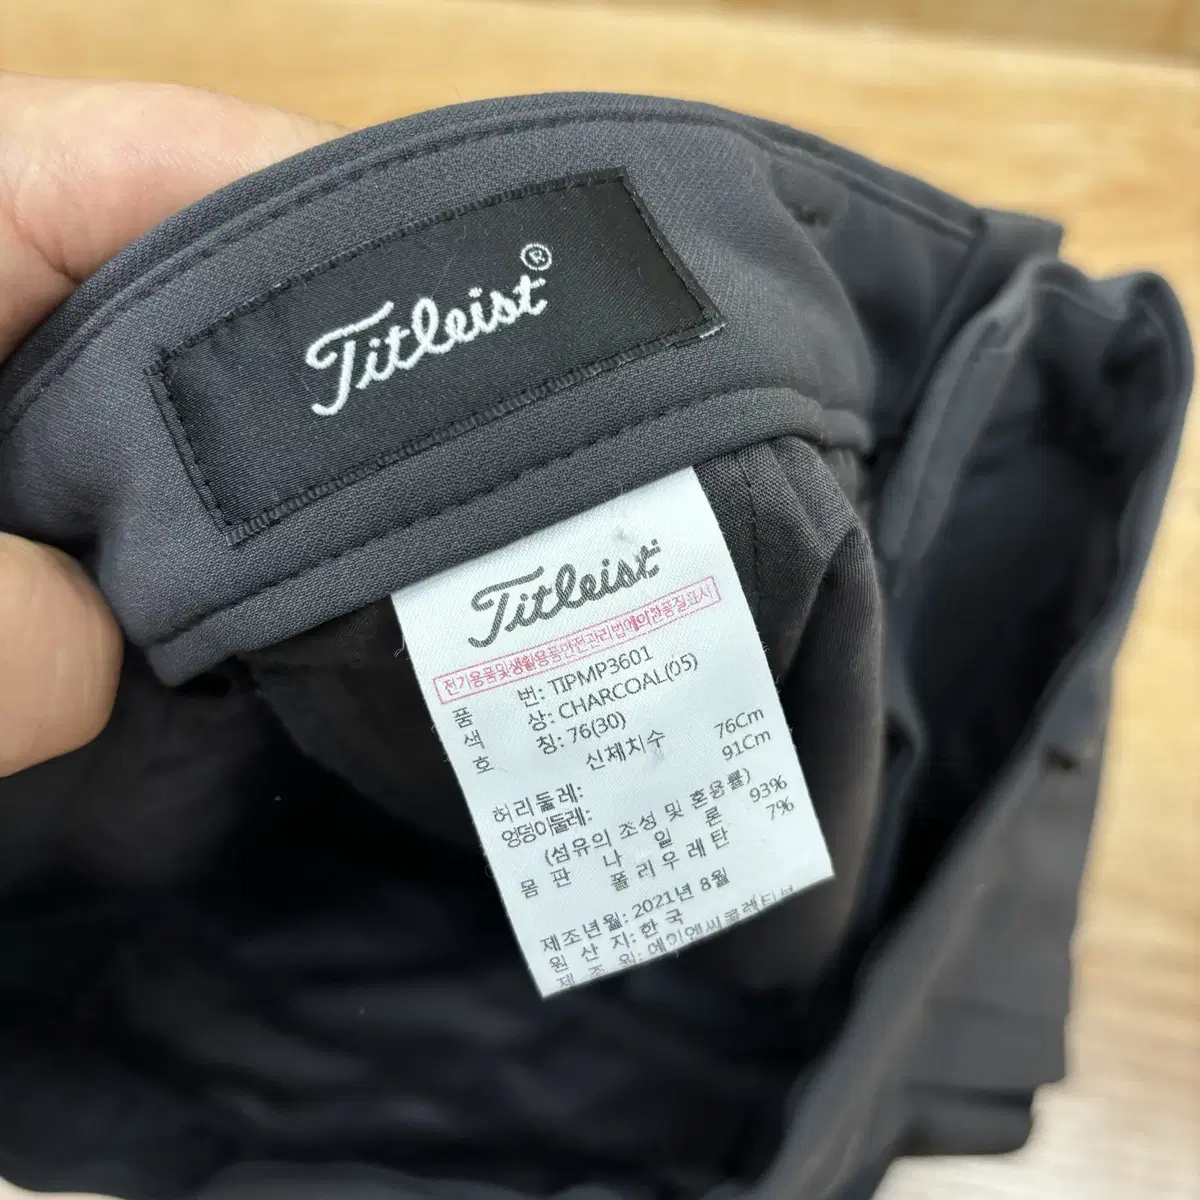 Titleist®
Titleist
전기용품및생활용품안전관리법에의한품질표시
품 번: TIPMP3601
색 상: CHARCOAL(05)
호 칭: 76(30)
신체치수
허리둘레: 76Cm
엉덩이둘레: 91Cm
(섬유의 조성 및 혼용률)
몸 판 나 일 론 93%
폴 리 우 레 탄 7%
제조년월: 2021년 8월
원 산 지: 한 국
제 조 원: